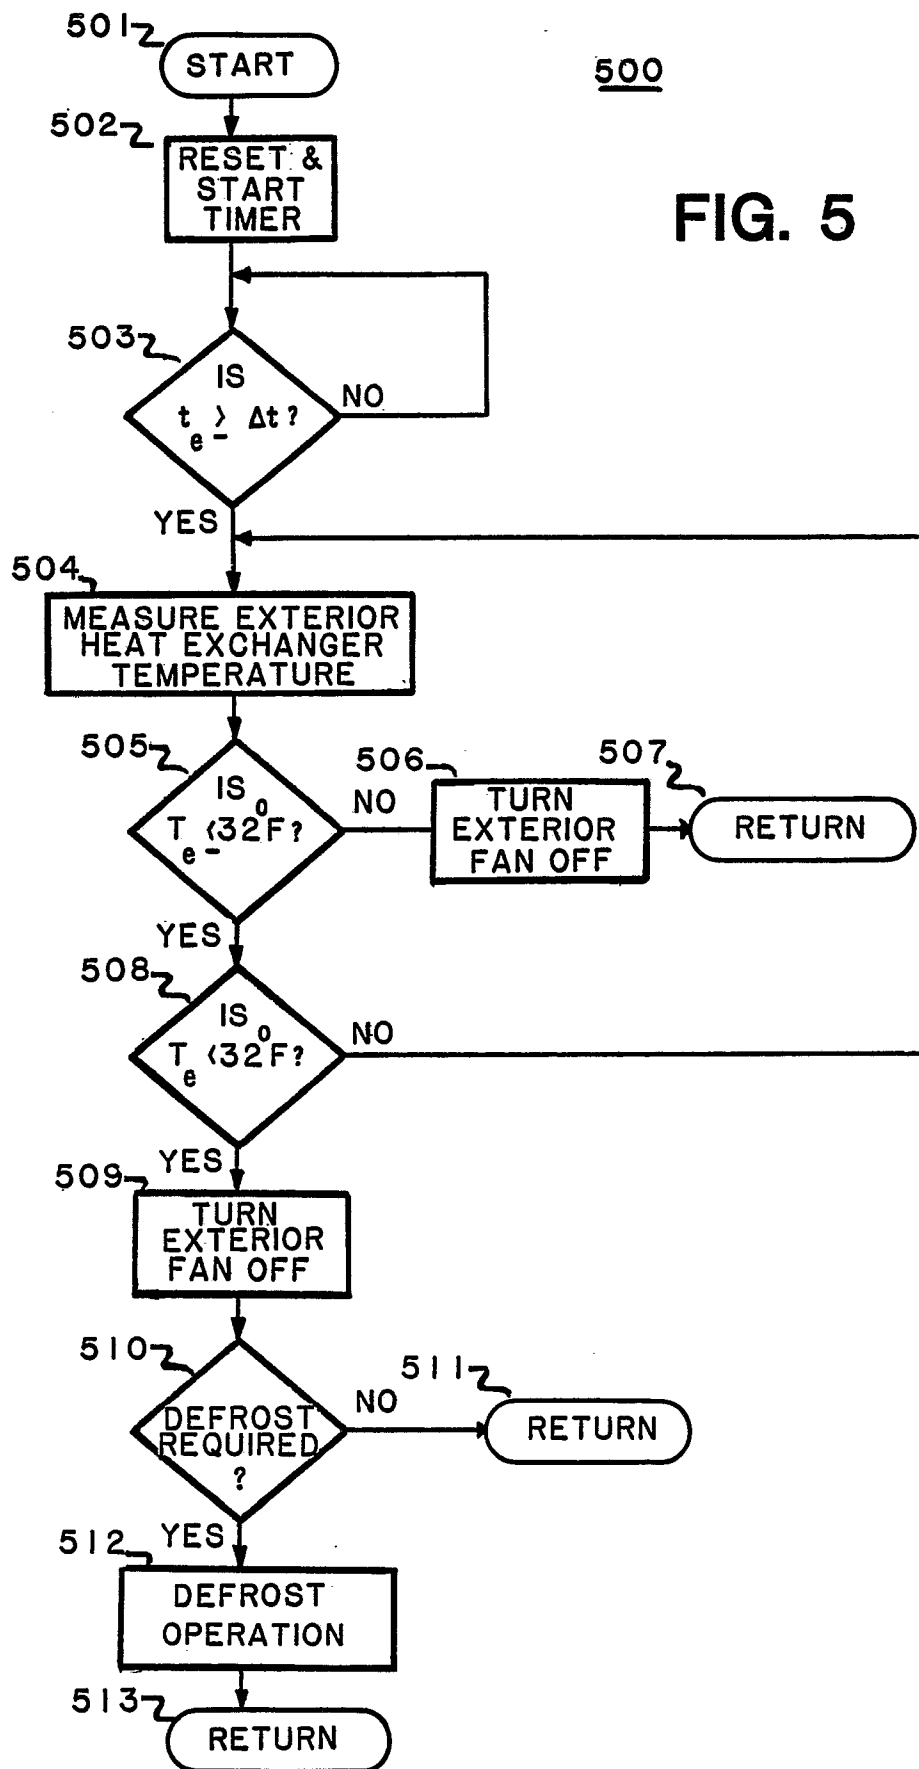 501
START
500
502
RESET &
START
TIMER
FIG. 5
503
IS
te ≥ Δt?
NO
YES
504
MEASURE EXTERIOR
HEAT EXCHANGER
TEMPERATURE
505
IS
Te ≤32°F?
NO
506
TURN
EXTERIOR
FAN OFF
507
RETURN
YES
508
IS
Te <32°F?
NO
YES
509
TURN
EXTERIOR
FAN OFF
510
DEFROST
REQUIRED
?
NO
511
RETURN
YES
512
DEFROST
OPERATION
513
RETURN